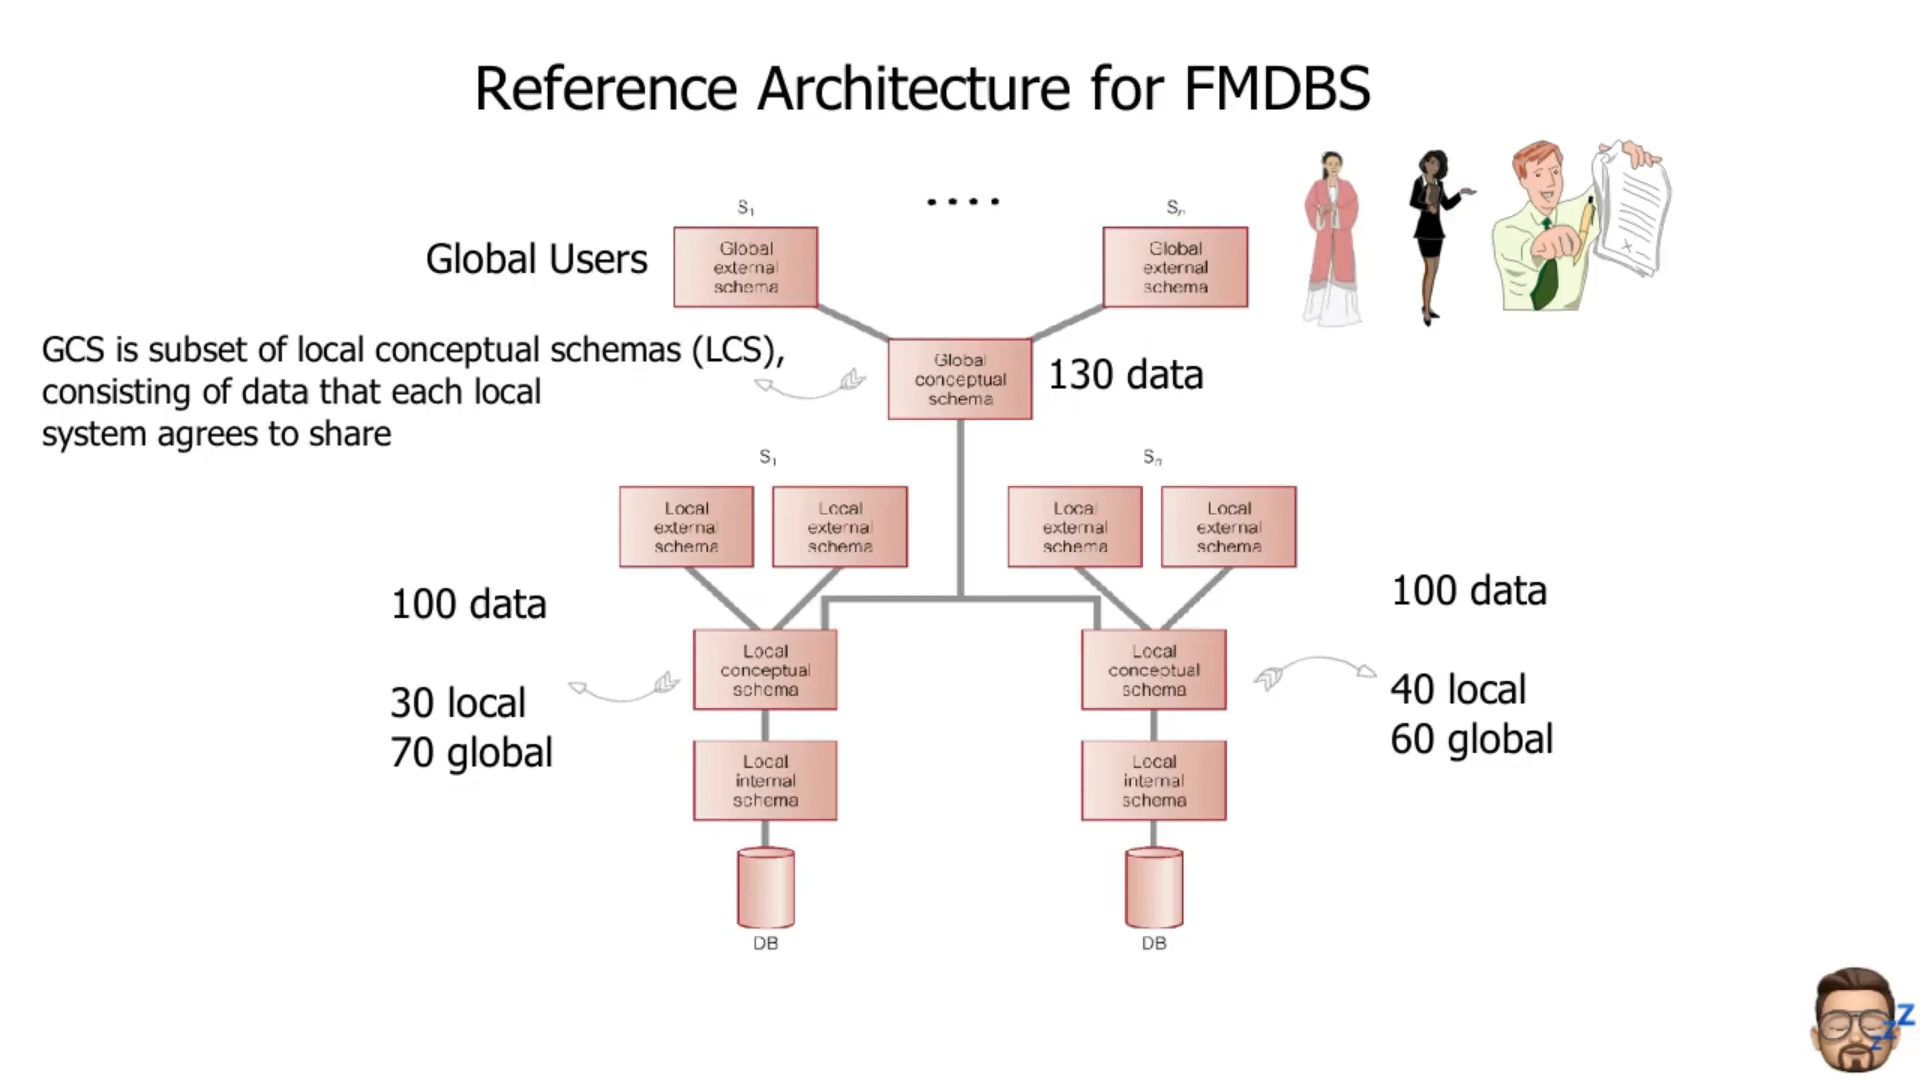 Reference Architecture for FMDBS
S1
....
Sn
Global Users
Global
external
schema
Global
external
schema
GCS is subset of local conceptual schemas (LCS),
consisting of data that each local
system agrees to share
Global
conceptual
schema
130 data
S1
Sn
Local
external
schema
Local
external
schema
Local
external
schema
Local
external
schema
100 data
100 data
Local
conceptual
schema
Local
conceptual
schema
30 local
70 global
40 local
60 global
Local
internal
schema
Local
internal
schema
DB
DB
X
z z Z